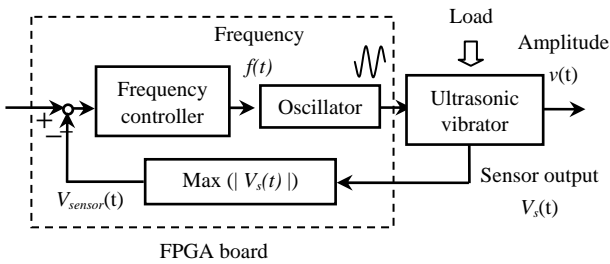 Load
Frequency
Amplitude
v(t)
f(t)
Frequency
controller
Oscillator
Ultrasonic
vibrator
+
−
Max (| V_s(t) |)
V_sensor(t)
Sensor output
V_s(t)
FPGA board